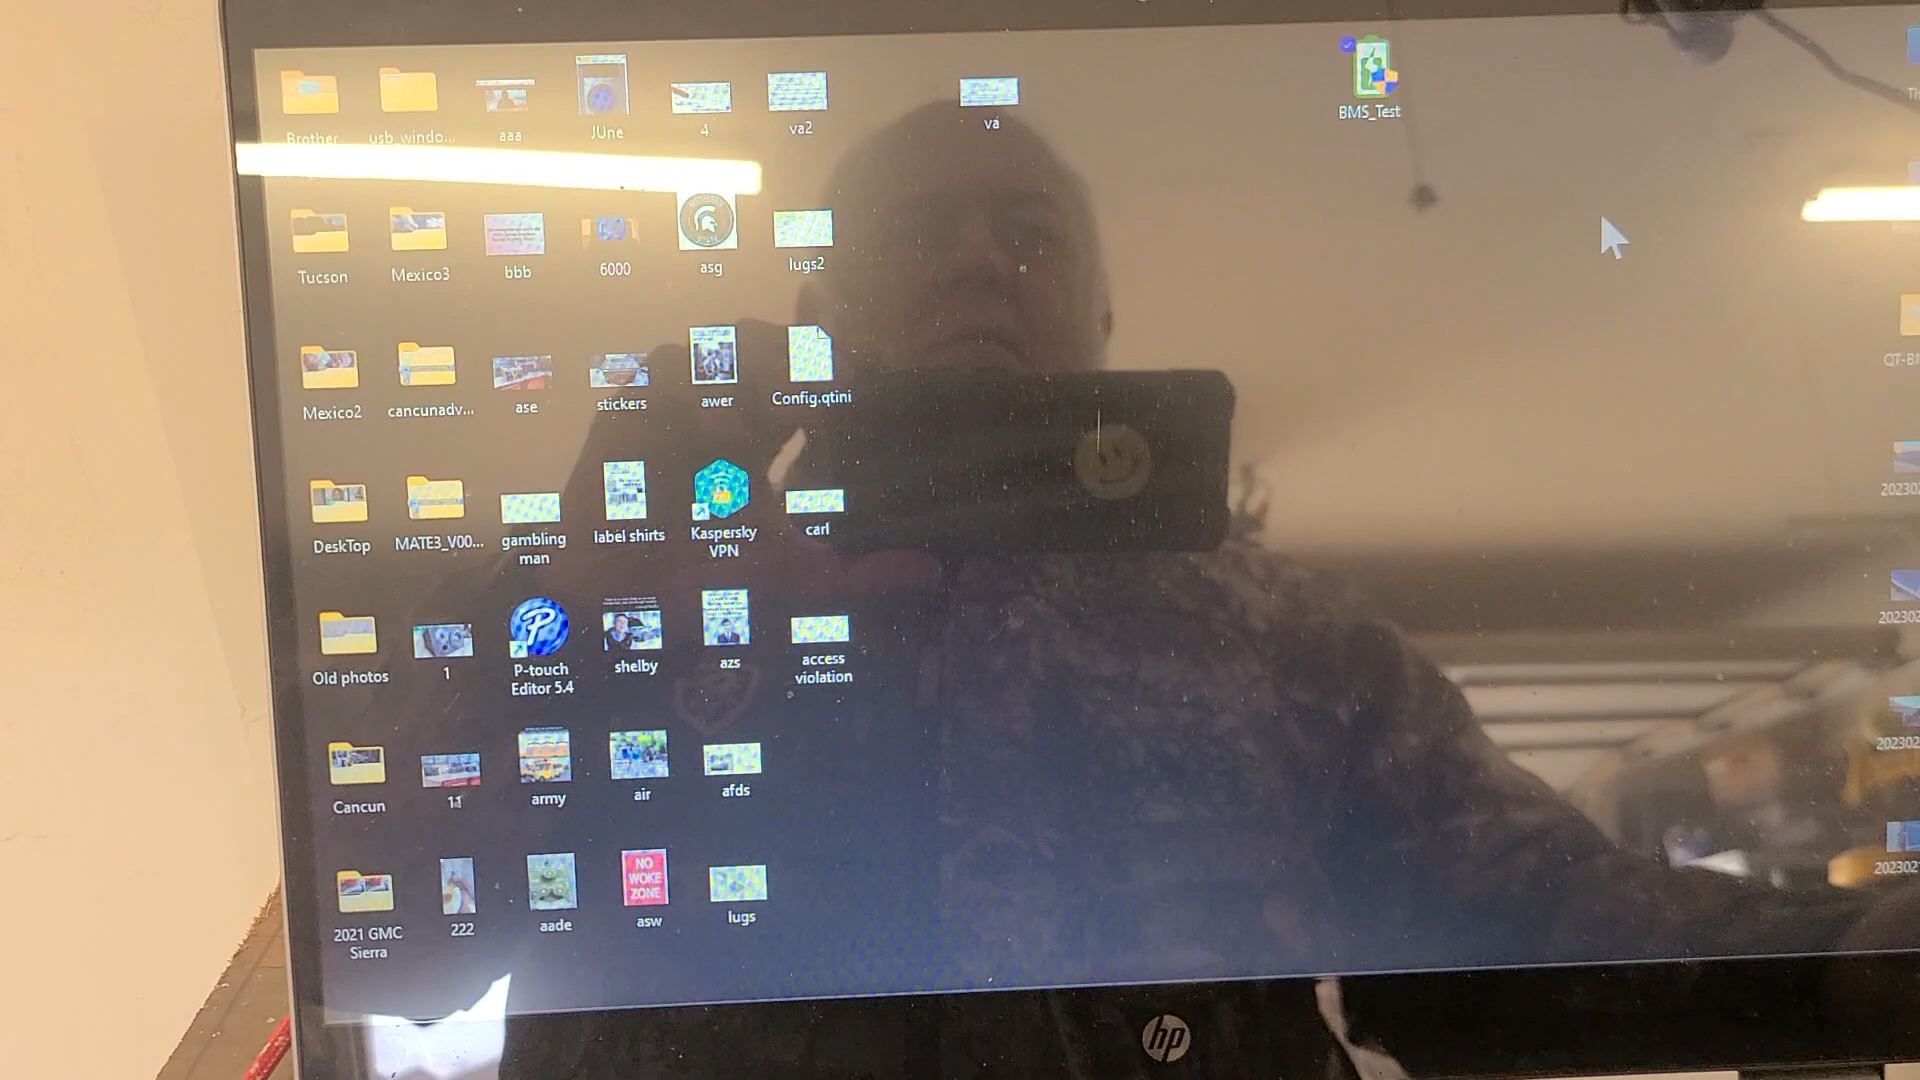 Brother
usb_windo...
aaa
JUne
4
va2
va
BMS_Test
Tucson
Mexico3
bbb
6000
asg
lugs2
Mexico2
cancunadv...
ase
stickers
awer
Config.qtini
DeskTop
MATE3_V00...
gambling
man
label shirts
Kaspersky
VPN
carl
Old photos
1
P-touch
Editor 5.4
shelby
azs
access
violation
Cancun
11
army
air
afds
NO
WOKE
ZONE
2021 GMC
Sierra
222
aade
asw
lugs
hp